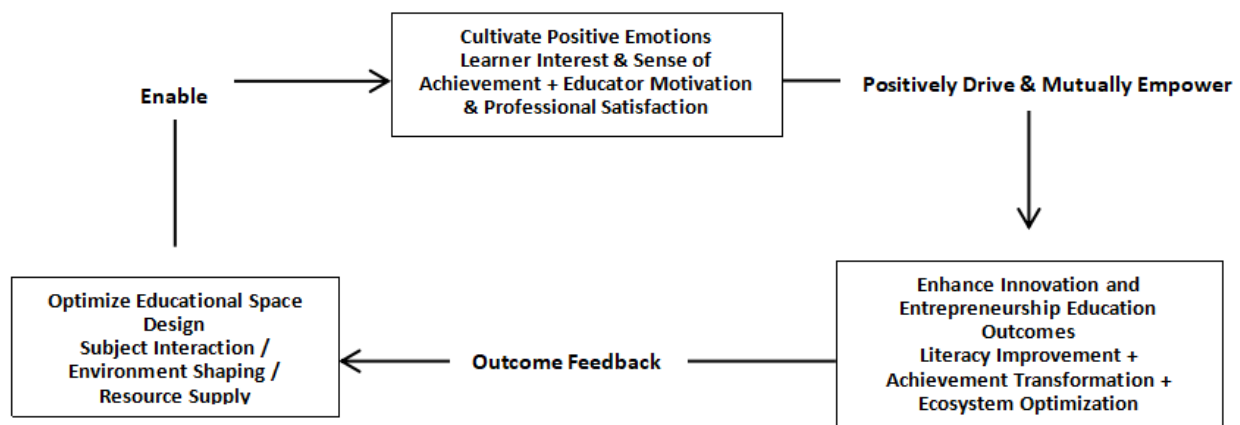 Cultivate Positive Emotions
Learner Interest & Sense of
Achievement + Educator Motivation
& Professional Satisfaction
Enable
Positively Drive & Mutually Empower
Optimize Educational Space
Design
Subject Interaction /
Environment Shaping /
Resource Supply
Outcome Feedback
Enhance Innovation and
Entrepreneurship Education
Outcomes
Literacy Improvement +
Achievement Transformation +
Ecosystem Optimization